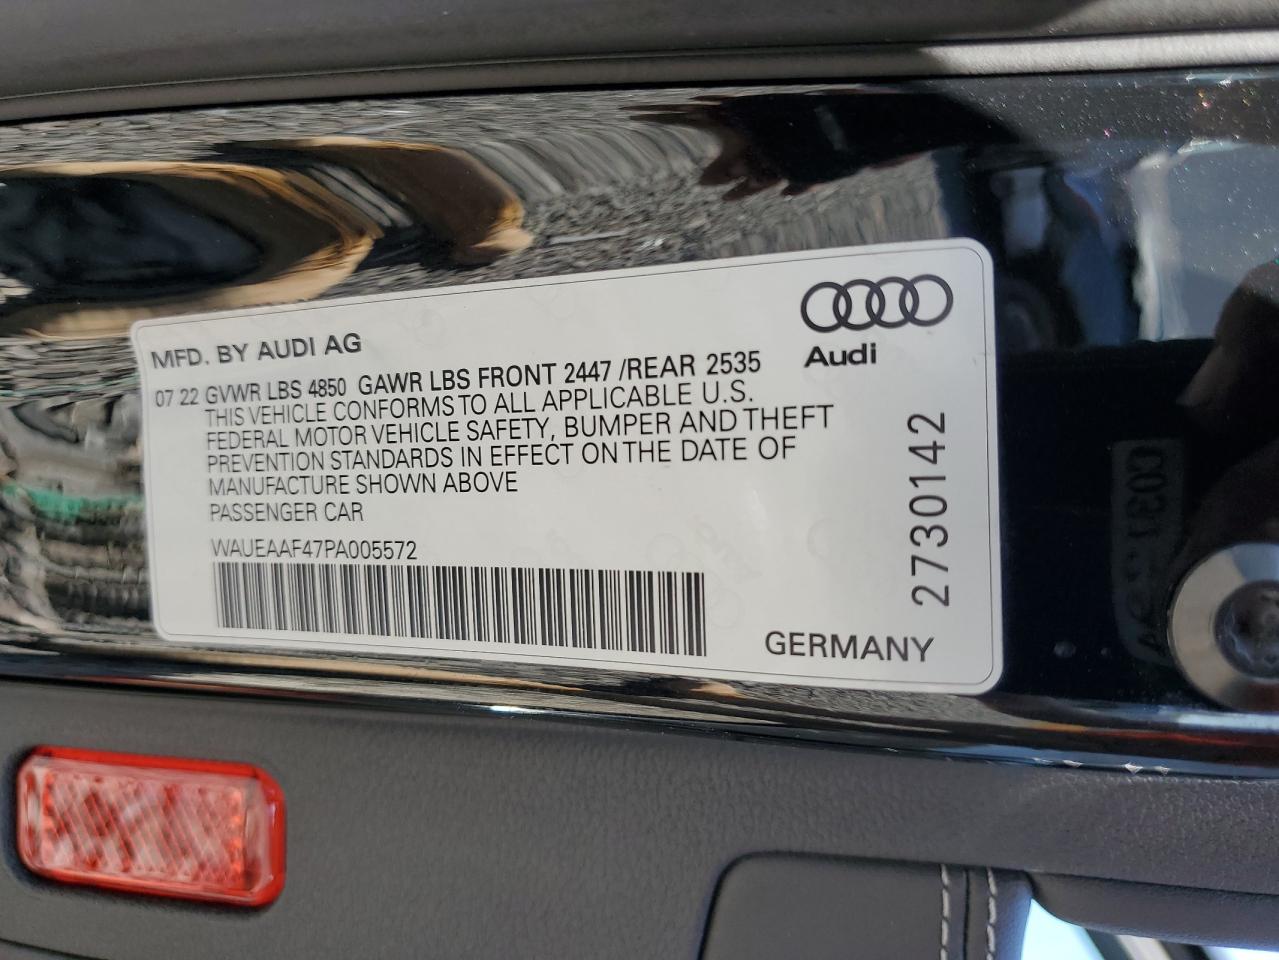 MFD. BY AUDI AG
07 22 GVWR LBS 4850 GAWR LBS FRONT 2447 /REAR 2535
THIS VEHICLE CONFORMS TO ALL APPLICABLE U.S.
FEDERAL MOTOR VEHICLE SAFETY, BUMPER AND THEFT
PREVENTION STANDARDS IN EFFECT ON THE DATE OF
MANUFACTURE SHOWN ABOVE
PASSENGER CAR
WAUEAAF47PA005572
Audi
2730142
GERMANY